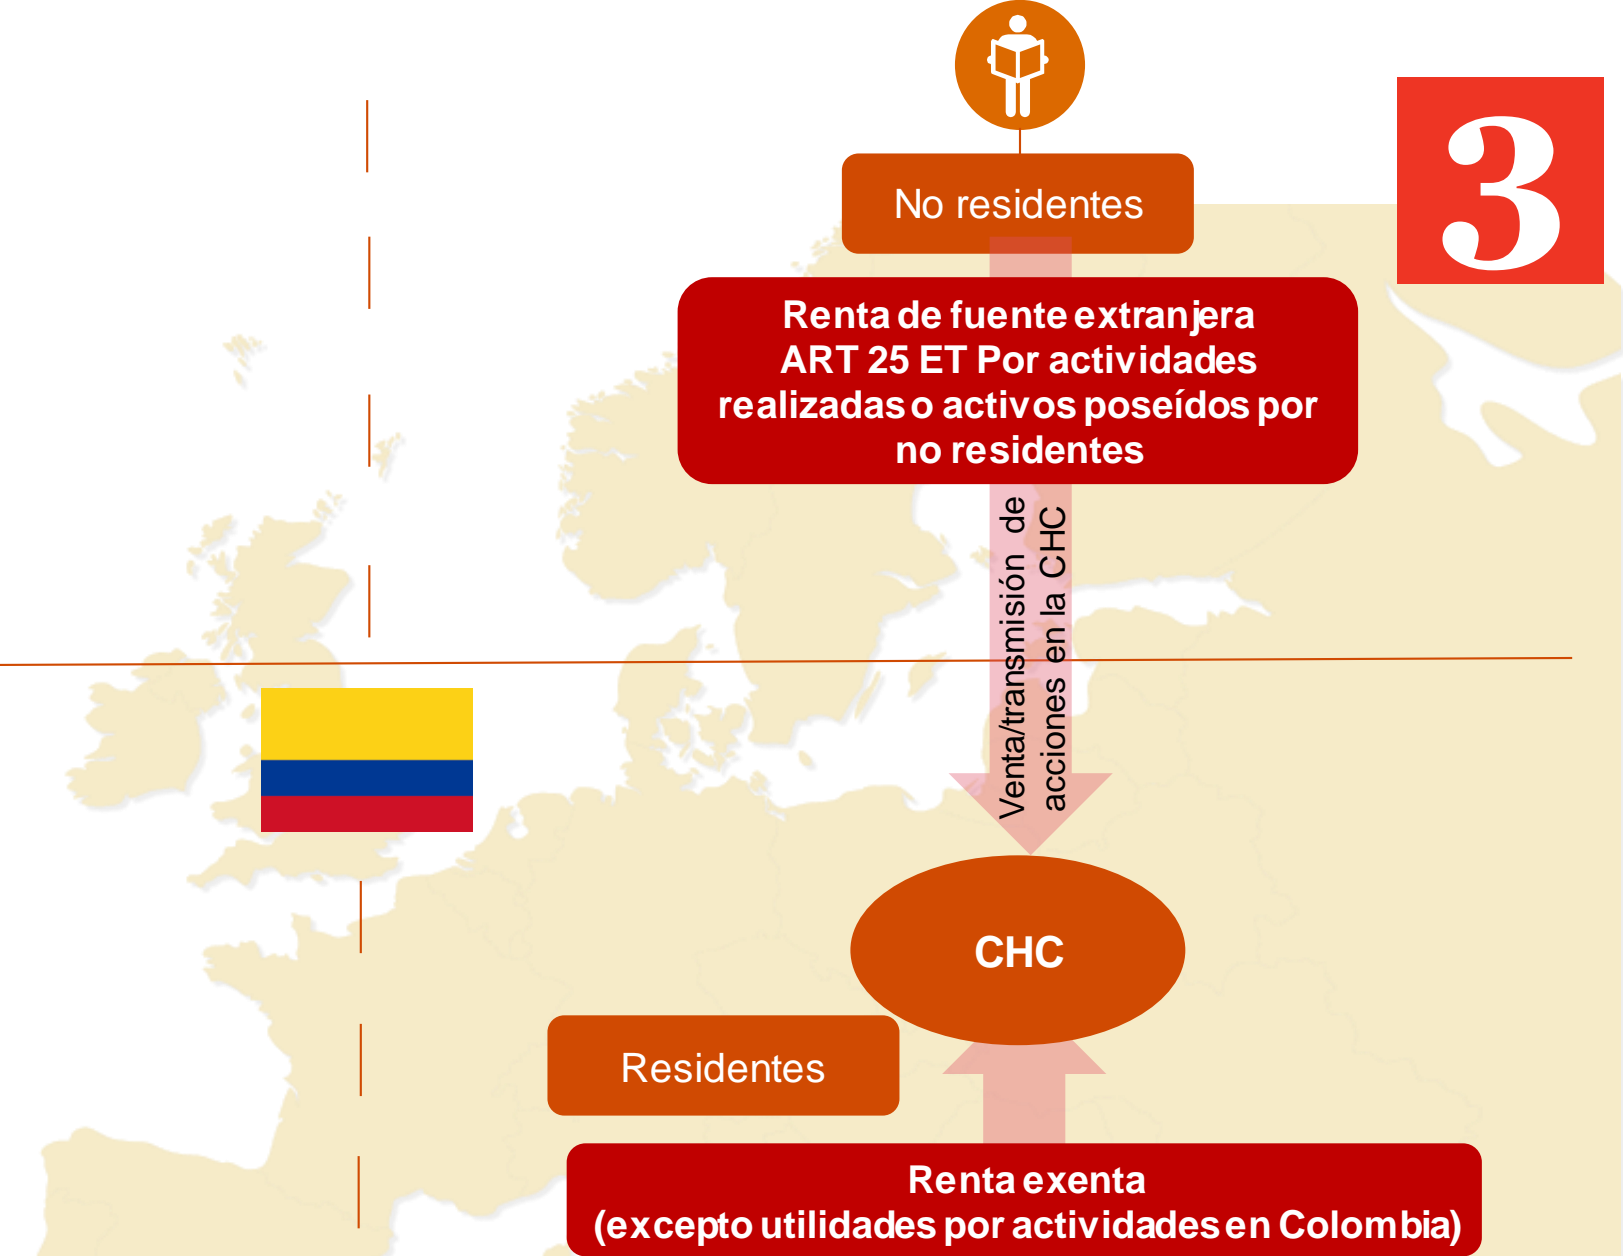 3
No residentes
Renta de fuente extranjera
ART 25 ET Por actividades
realizadas o activos poseídos por
no residentes
Venta/transmisión de
acciones en la CHC
CHC
Residentes
Renta exenta
(excepto utilidades por actividades en Colombia)